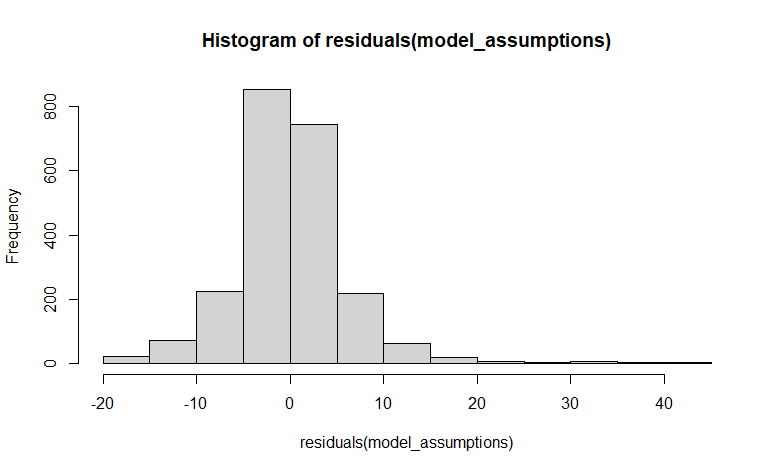 Histogram of residuals(model_assumptions)
Frequency
800
600
400
200
0
-20 -10 0 10 20 30 40
residuals(model_assumptions)